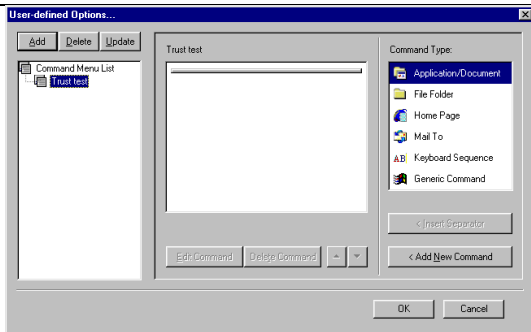 User-defined Options...
Add Delete Update
Command Menu List
Trust test
Trust test
Edit Command Delete Command
Command Type:
Application/Document
File Folder
Home Page
Mail To
AB Keyboard Sequence
Generic Command
< Insert Separator
< Add New Command
OK Cancel